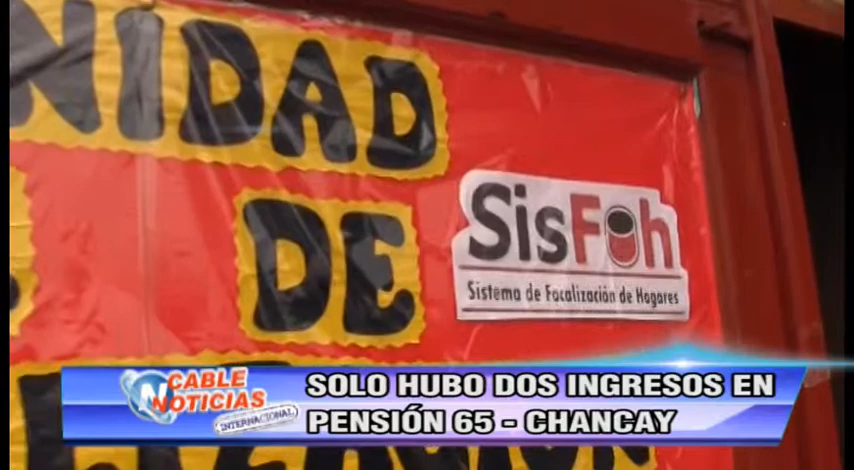 NIDAD
DE
SisFoh
Sistema de Focalización de Hogares
CABLE
NOTICIAS
INTERNACIONAL
SOLO HUBO DOS INGRESOS EN
PENSIÓN 65 - CHANCAY